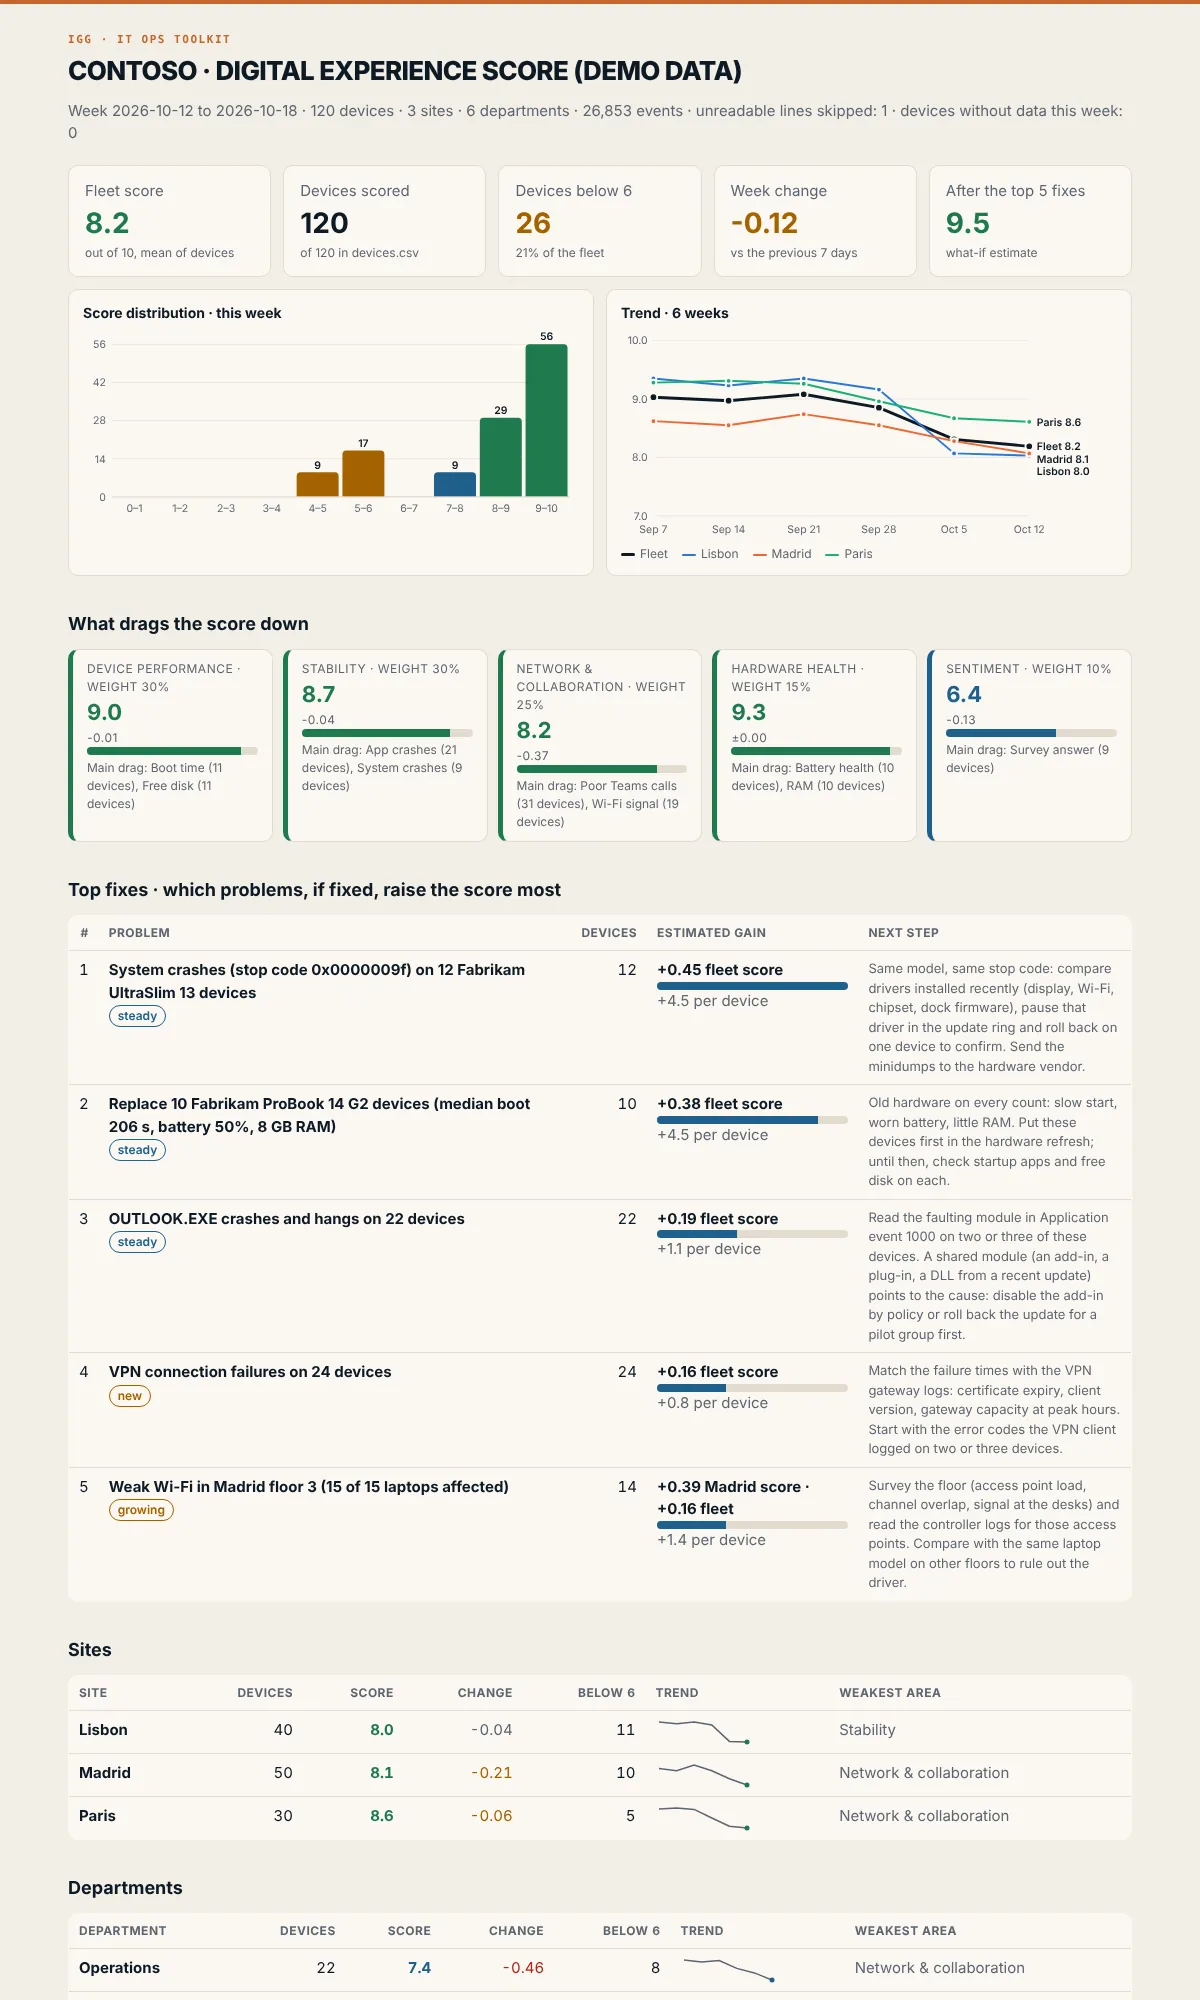 IGG · IT OPS TOOLKIT
CONTOSO · DIGITAL EXPERIENCE SCORE (DEMO DATA)
Week 2026-10-12 to 2026-10-18 · 120 devices · 3 sites · 6 departments · 26,853 events · unreadable lines skipped: 1 · devices without data this week:
0
Fleet score
8.2
out of 10, mean of devices
Devices scored
120
of 120 in devices.csv
Devices below 6
26
21% of the fleet
Week change
-0.12
vs the previous 7 days
After the top 5 fixes
9.5
what-if estimate
Score distribution · this week
56
42
28
14
0
9
17
9
29
56
0–1
1–2
2–3
3–4
4–5
5–6
6–7
7–8
8–9
9–10
Trend · 6 weeks
10.0
9.0
8.0
7.0
Paris 8.6
Fleet 8.2
Madrid 8.1
Lisbon 8.0
Sep 7
Sep 14
Sep 21
Sep 28
Oct 5
Oct 12
Fleet
Lisbon
Madrid
Paris
What drags the score down
DEVICE PERFORMANCE ·
WEIGHT 30%
9.0
-0.01
Main drag: Boot time (11
devices), Free disk (11
devices)
STABILITY · WEIGHT 30%
8.7
-0.04
Main drag: App crashes (21
devices), System crashes (9
devices)
NETWORK &
COLLABORATION · WEIGHT
25%
8.2
-0.37
Main drag: Poor Teams calls
(31 devices), Wi-Fi signal (19
devices)
HARDWARE HEALTH ·
WEIGHT 15%
9.3
±0.00
Main drag: Battery health (10
devices), RAM (10 devices)
SENTIMENT · WEIGHT 10%
6.4
-0.13
Main drag: Survey answer (9
devices)
Top fixes · which problems, if fixed, raise the score most
# PROBLEM DEVICES ESTIMATED GAIN NEXT STEP
1
System crashes (stop code 0x0000009f) on 12 Fabrikam
UltraSlim 13 devices
steady
12
+0.45 fleet score
+4.5 per device
Same model, same stop code: compare
drivers installed recently (display, Wi-Fi,
chipset, dock firmware), pause that
driver in the update ring and roll back on
one device to confirm. Send the
minidumps to the hardware vendor.
2
Replace 10 Fabrikam ProBook 14 G2 devices (median boot
206 s, battery 50%, 8 GB RAM)
steady
10
+0.38 fleet score
+4.5 per device
Old hardware on every count: slow start,
worn battery, little RAM. Put these
devices first in the hardware refresh;
until then, check startup apps and free
disk on each.
3
OUTLOOK.EXE crashes and hangs on 22 devices
steady
22
+0.19 fleet score
+1.1 per device
Read the faulting module in Application
event 1000 on two or three of these
devices. A shared module (an add-in, a
plug-in, a DLL from a recent update)
points to the cause: disable the add-in
by policy or roll back the update for a
pilot group first.
4
VPN connection failures on 24 devices
new
24
+0.16 fleet score
+0.8 per device
Match the failure times with the VPN
gateway logs: certificate expiry, client
version, gateway capacity at peak hours.
Start with the error codes the VPN client
logged on two or three devices.
5
Weak Wi-Fi in Madrid floor 3 (15 of 15 laptops affected)
growing
14
+0.39 Madrid score ·
+0.16 fleet
+1.4 per device
Survey the floor (access point load,
channel overlap, signal at the desks) and
read the controller logs for those access
points. Compare with the same laptop
model on other floors to rule out the
driver.
Sites
SITE DEVICES SCORE CHANGE BELOW 6 TREND WEAKEST AREA
Lisbon 40 8.0 -0.04 11 Stability
Madrid 50 8.1 -0.21 10 Network & collaboration
Paris 30 8.6 -0.06 5 Network & collaboration
Departments
DEPARTMENT DEVICES SCORE CHANGE BELOW 6 TREND WEAKEST AREA
Operations 22 7.4 -0.46 8 Network & collaboration